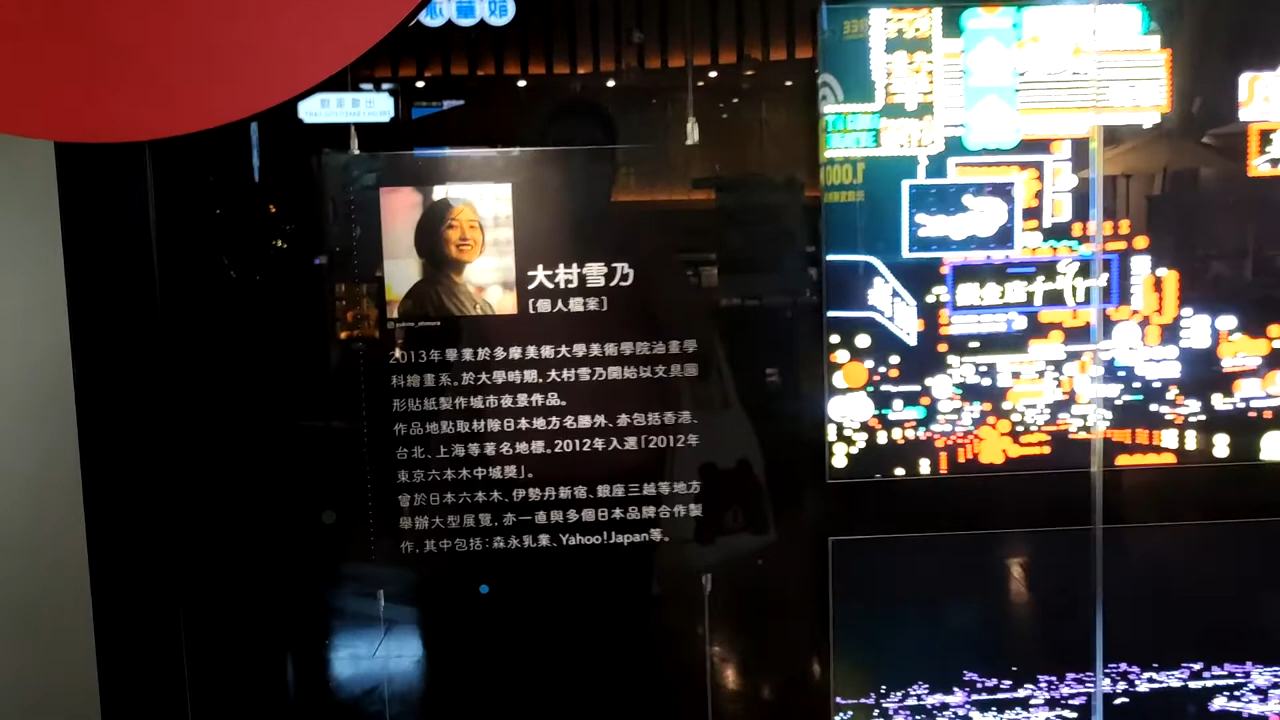 大村雪乃
[個人檔案]
yukino_ohmura
2013年畢業於多摩美術大學美術學院油畫學
科繪畫系。於大學時期,大村雪乃開始以文具圓
形貼紙製作城市夜景作品。
作品地點取材除日本地方名勝外、亦包括香港、
台北、上海等著名地標。2012年入選「2012年
東京六本木中城獎」。
曾於日本六本木、伊勢丹新宿、銀座三越等地方
舉辦大型展覽,亦一直與多個日本品牌合作製
作,其中包括:森永乳業、Yahoo!Japan等。